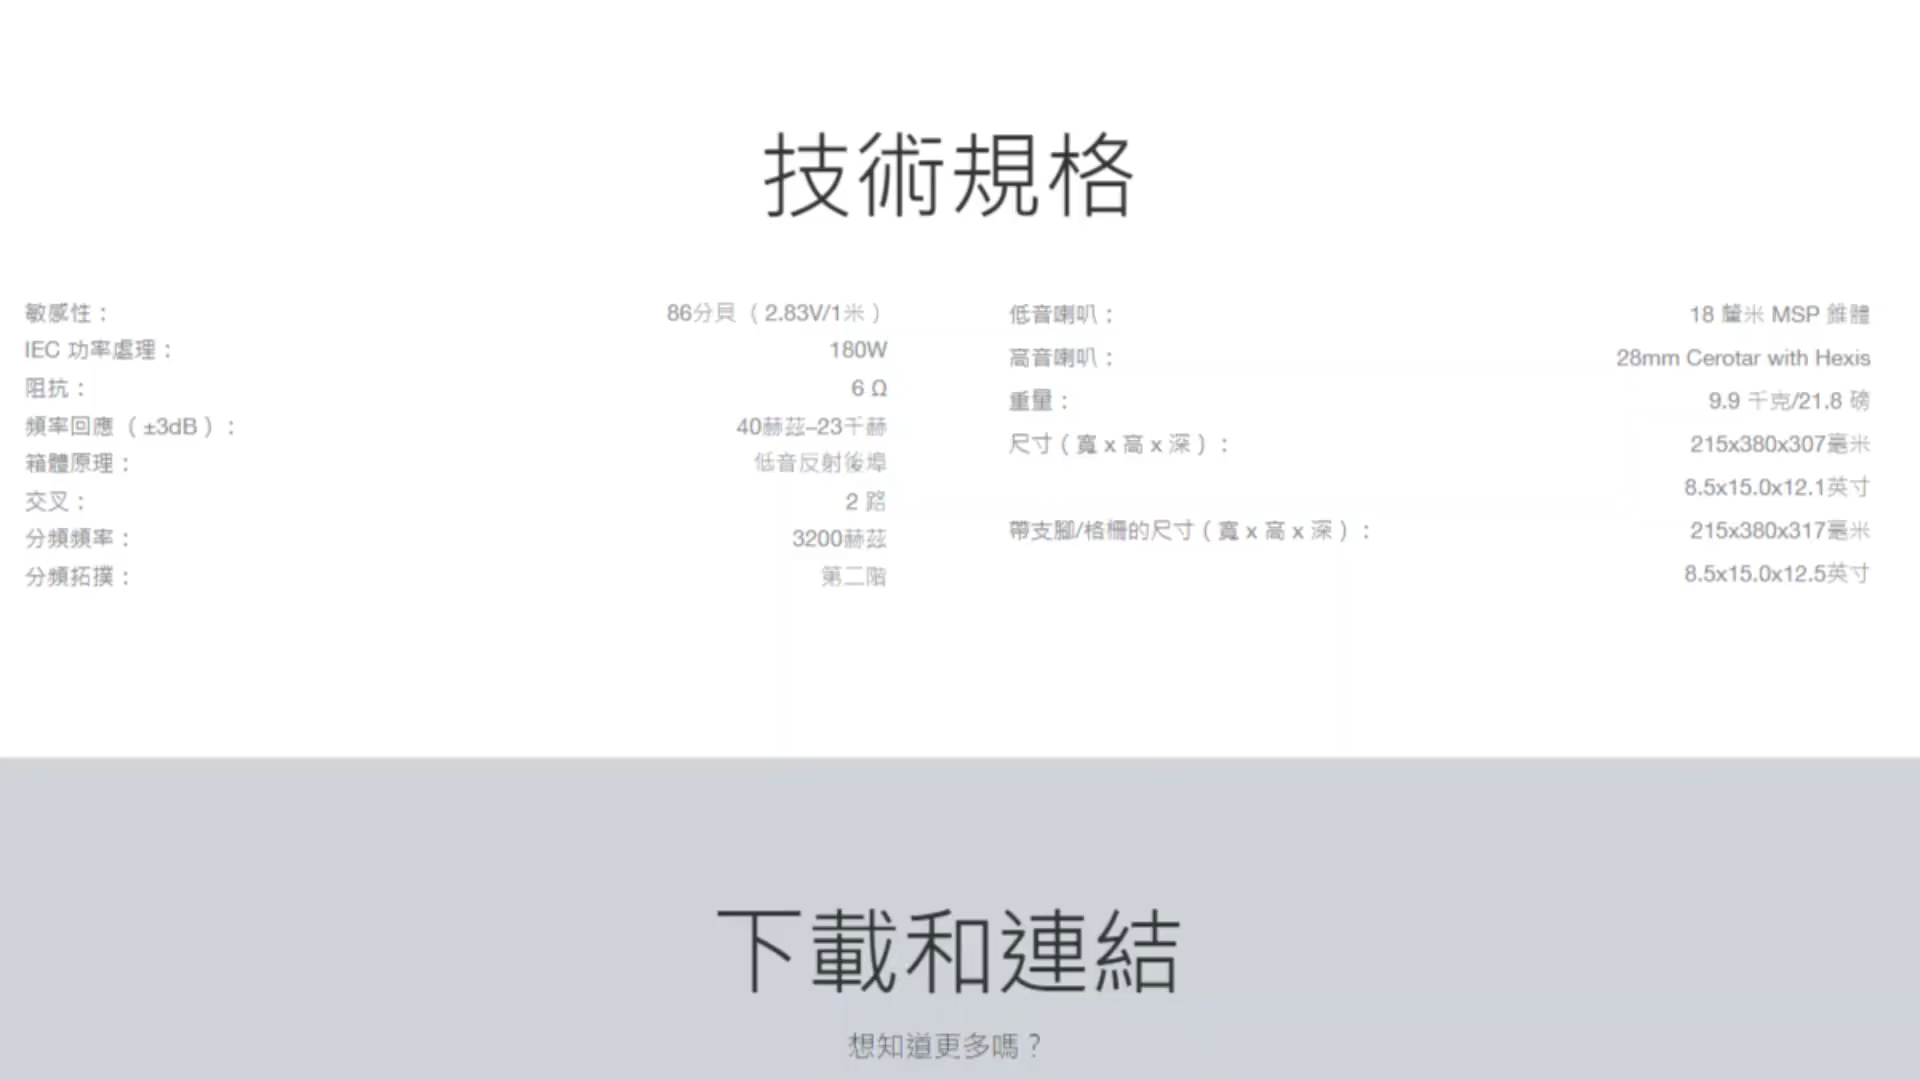 技術規格
敏感性： 86分貝（2.83V/1米）
IEC 功率處理： 180W
阻抗： 6 Ω
頻率回應（±3dB）： 40赫茲–23千赫
箱體原理： 低音反射後埠
交叉： 2 路
分頻頻率： 3200赫茲
分頻拓撲： 第二階
低音喇叭： 18 釐米 MSP 錐體
高音喇叭： 28mm Cerotar with Hexis
重量： 9.9 千克/21.8 磅
尺寸（寬 x 高 x 深）： 215x380x307毫米
8.5x15.0x12.1英寸
帶支腳/格柵的尺寸（寬 x 高 x 深）： 215x380x317毫米
8.5x15.0x12.5英寸
下載和連結
想知道更多嗎？